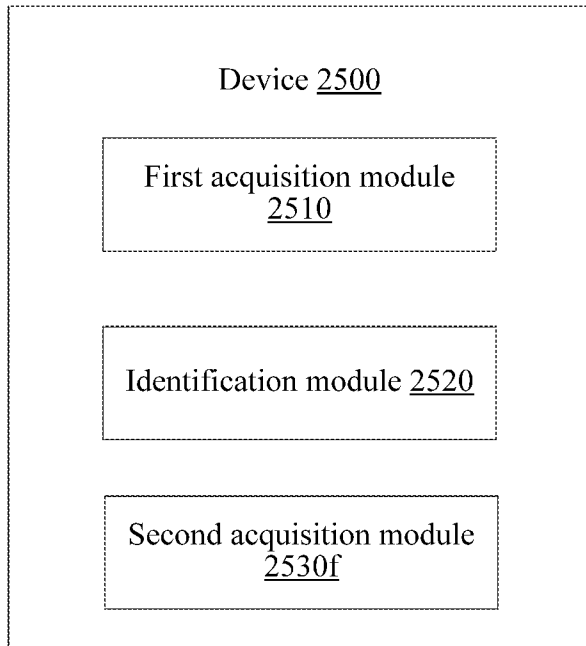 Device 2500
First acquisition module
2510
Identification module 2520
Second acquisition module
2530f